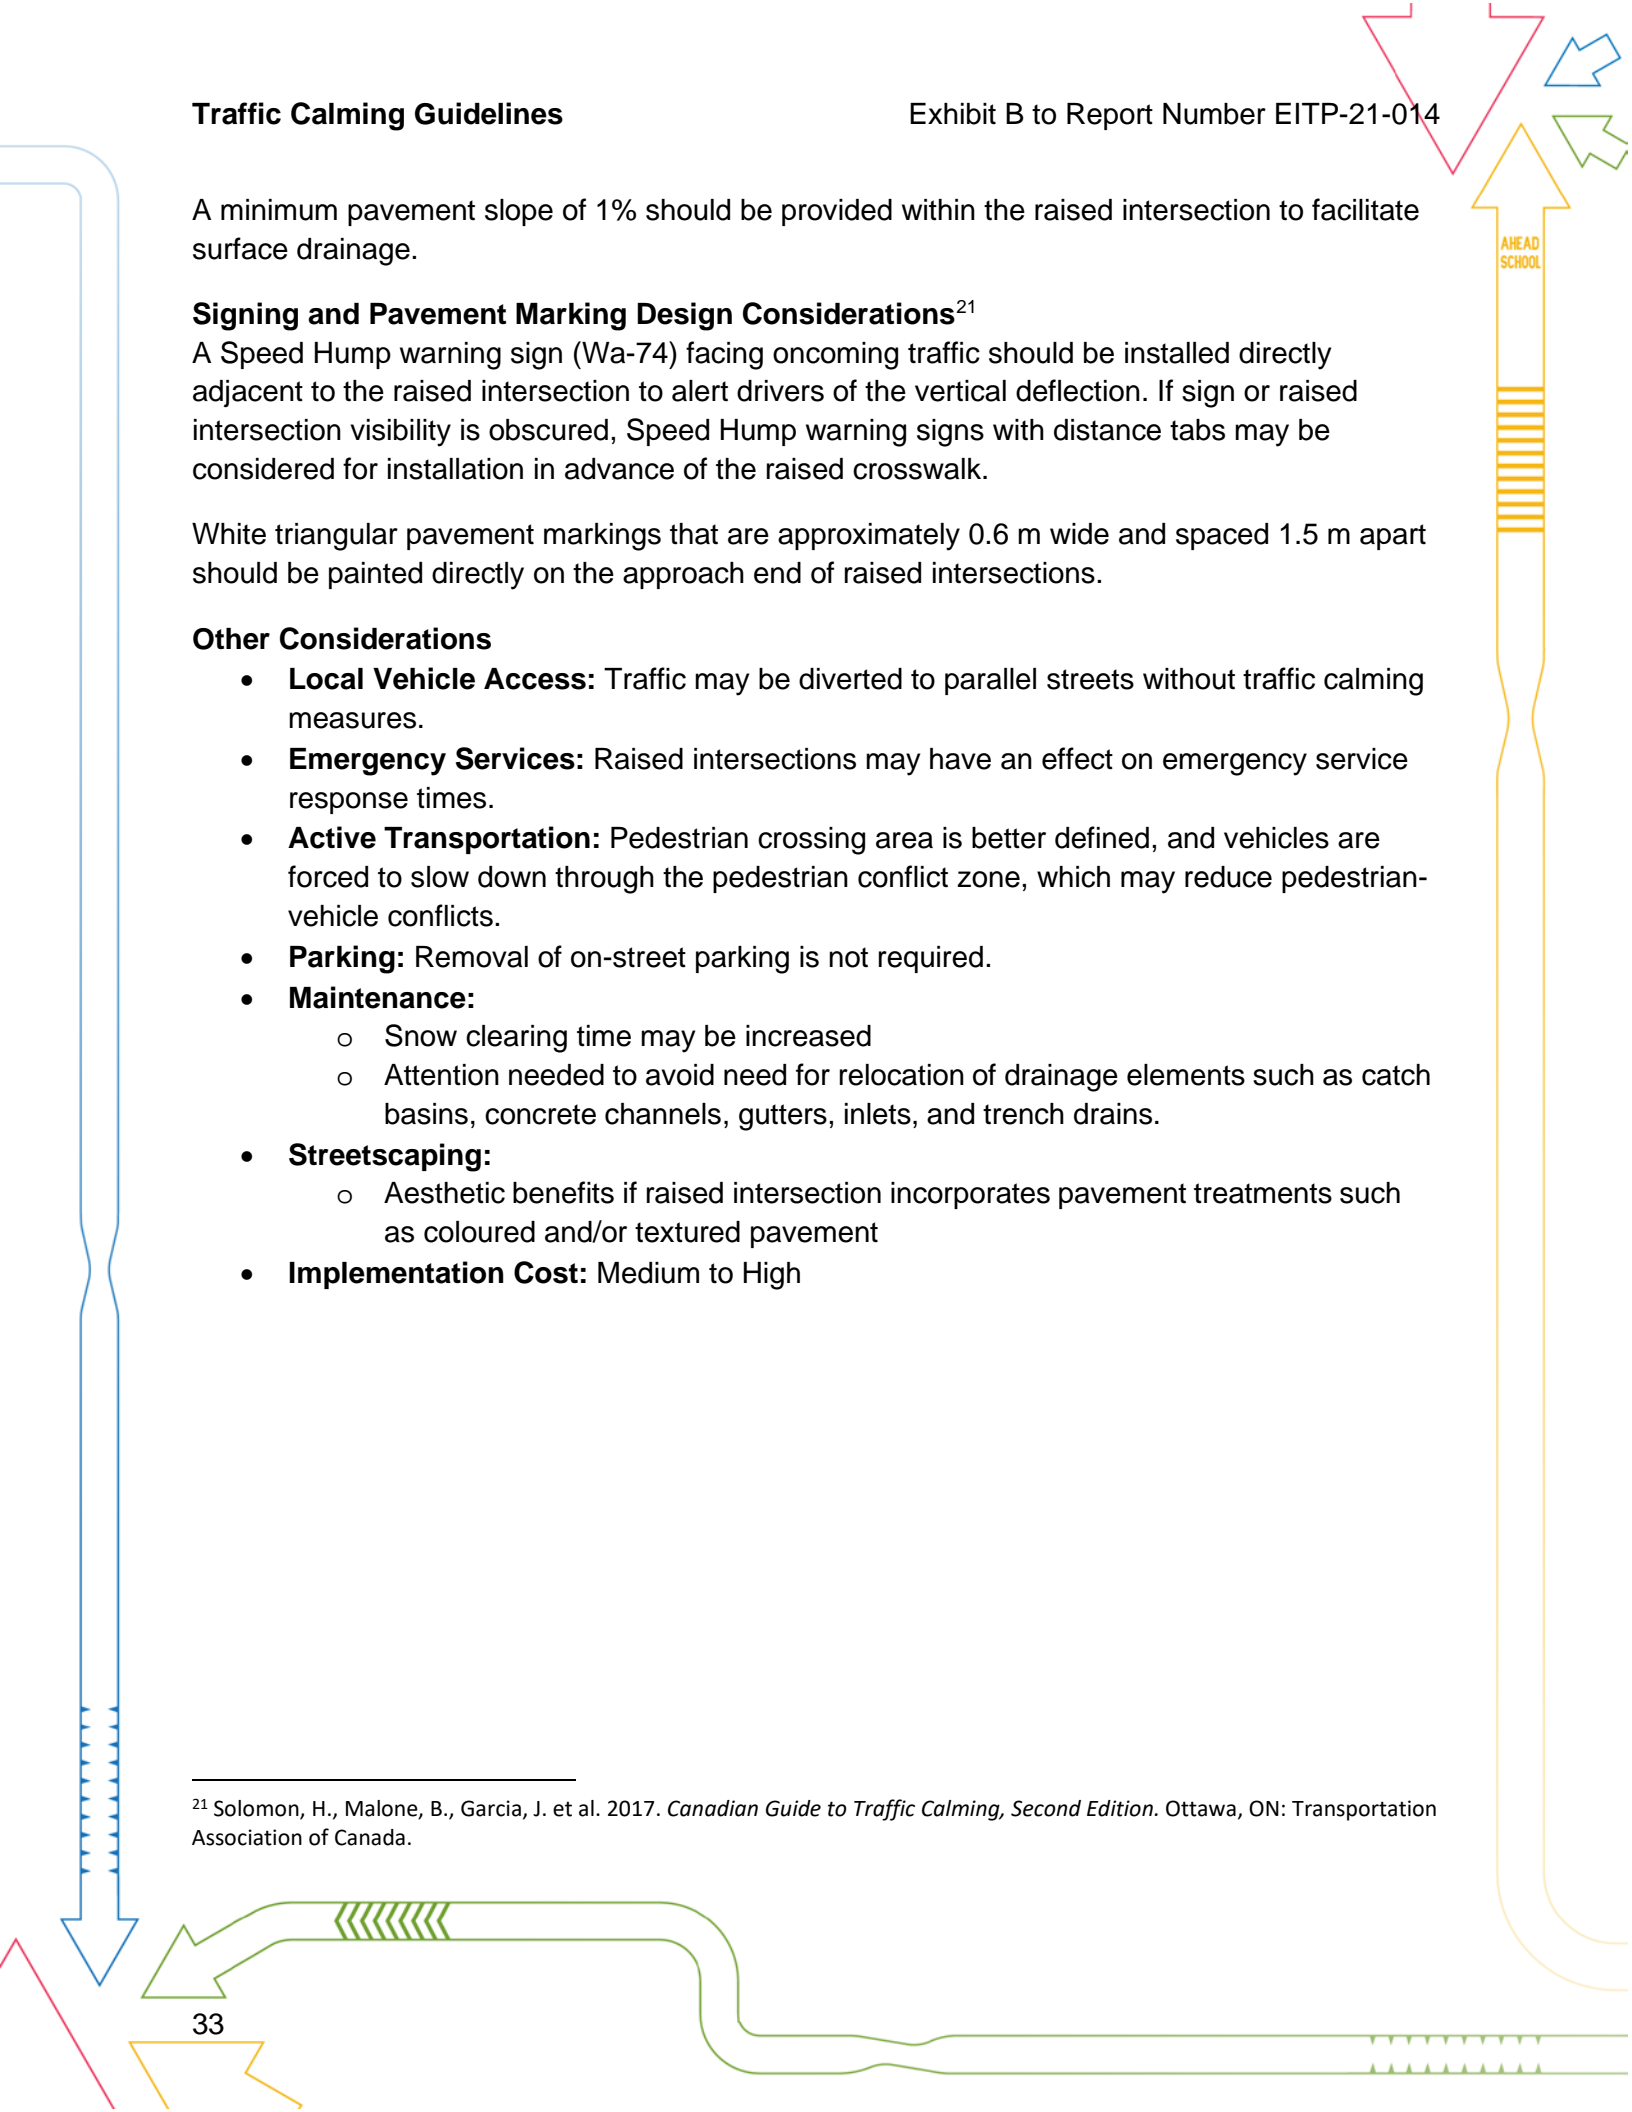 Traffic Calming Guidelines Exhibit B to Report Number EITP-21-014
AHEAD
SCHOOL
A minimum pavement slope of 1% should be provided within the raised intersection to facilitate
surface drainage.
Signing and Pavement Marking Design Considerations21
A Speed Hump warning sign (Wa-74) facing oncoming traffic should be installed directly
adjacent to the raised intersection to alert drivers of the vertical deflection. If sign or raised
intersection visibility is obscured, Speed Hump warning signs with distance tabs may be
considered for installation in advance of the raised crosswalk.
White triangular pavement markings that are approximately 0.6 m wide and spaced 1.5 m apart
should be painted directly on the approach end of raised intersections.
Other Considerations
• Local Vehicle Access: Traffic may be diverted to parallel streets without traffic calming
measures.
• Emergency Services: Raised intersections may have an effect on emergency service
response times.
• Active Transportation: Pedestrian crossing area is better defined, and vehicles are
forced to slow down through the pedestrian conflict zone, which may reduce pedestrian-
vehicle conflicts.
• Parking: Removal of on-street parking is not required.
• Maintenance:
o Snow clearing time may be increased
o Attention needed to avoid need for relocation of drainage elements such as catch
basins, concrete channels, gutters, inlets, and trench drains.
• Streetscaping:
o Aesthetic benefits if raised intersection incorporates pavement treatments such
as coloured and/or textured pavement
• Implementation Cost: Medium to High
21 Solomon, H., Malone, B., Garcia, J. et al. 2017. Canadian Guide to Traffic Calming, Second Edition. Ottawa, ON: Transportation
Association of Canada.
33